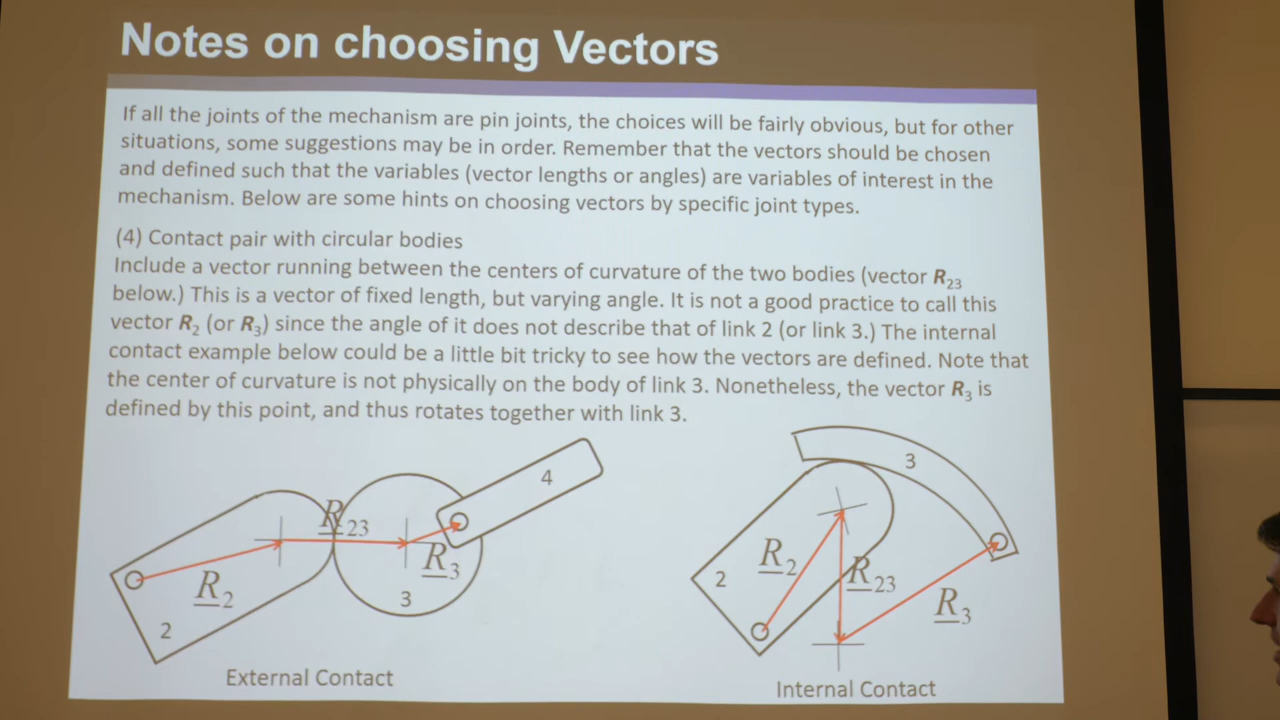 Notes on choosing Vectors
If all the joints of the mechanism are pin joints, the choices will be fairly obvious, but for other
situations, some suggestions may be in order. Remember that the vectors should be chosen
and defined such that the variables (vector lengths or angles) are variables of interest in the
mechanism. Below are some hints on choosing vectors by specific joint types.
(4) Contact pair with circular bodies
Include a vector running between the centers of curvature of the two bodies (vector R23
below.) This is a vector of fixed length, but varying angle. It is not a good practice to call this
vector R2 (or R3) since the angle of it does not describe that of link 2 (or link 3.) The internal
contact example below could be a little bit tricky to see how the vectors are defined. Note that
the center of curvature is not physically on the body of link 3. Nonetheless, the vector R3 is
defined by this point, and thus rotates together with link 3.
R23
4
R2
R3
2
3
External Contact
3
R2
R23
2
R3
Internal Contact